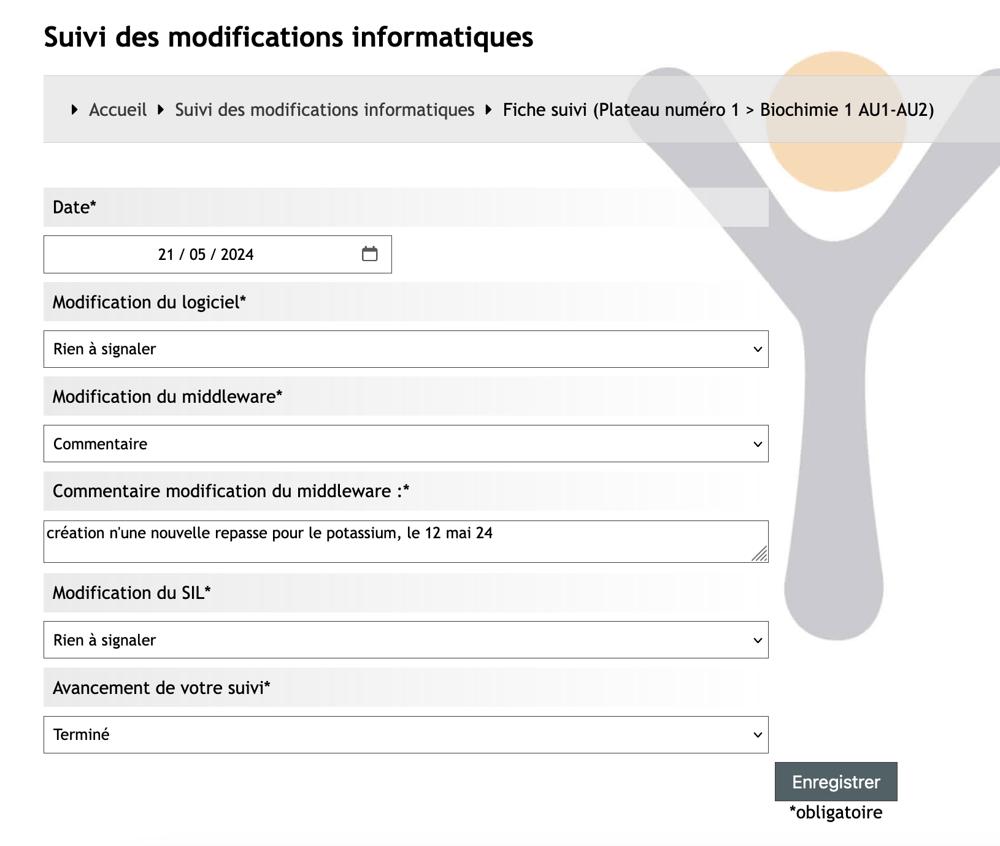 Suivi des modifications informatiques
Accueil Suivi des modifications informatiques Fiche suivi (Plateau numéro 1 > Biochimie 1 AU1-AU2)
Date*
21 / 05 / 2024
Modification du logiciel*
Rien à signaler
Modification du middleware*
Commentaire
Commentaire modification du middleware :*
création n'une nouvelle repasse pour le potassium, le 12 mai 24
Modification du SIL*
Rien à signaler
Avancement de votre suivi*
Terminé
Enregistrer
*obligatoire